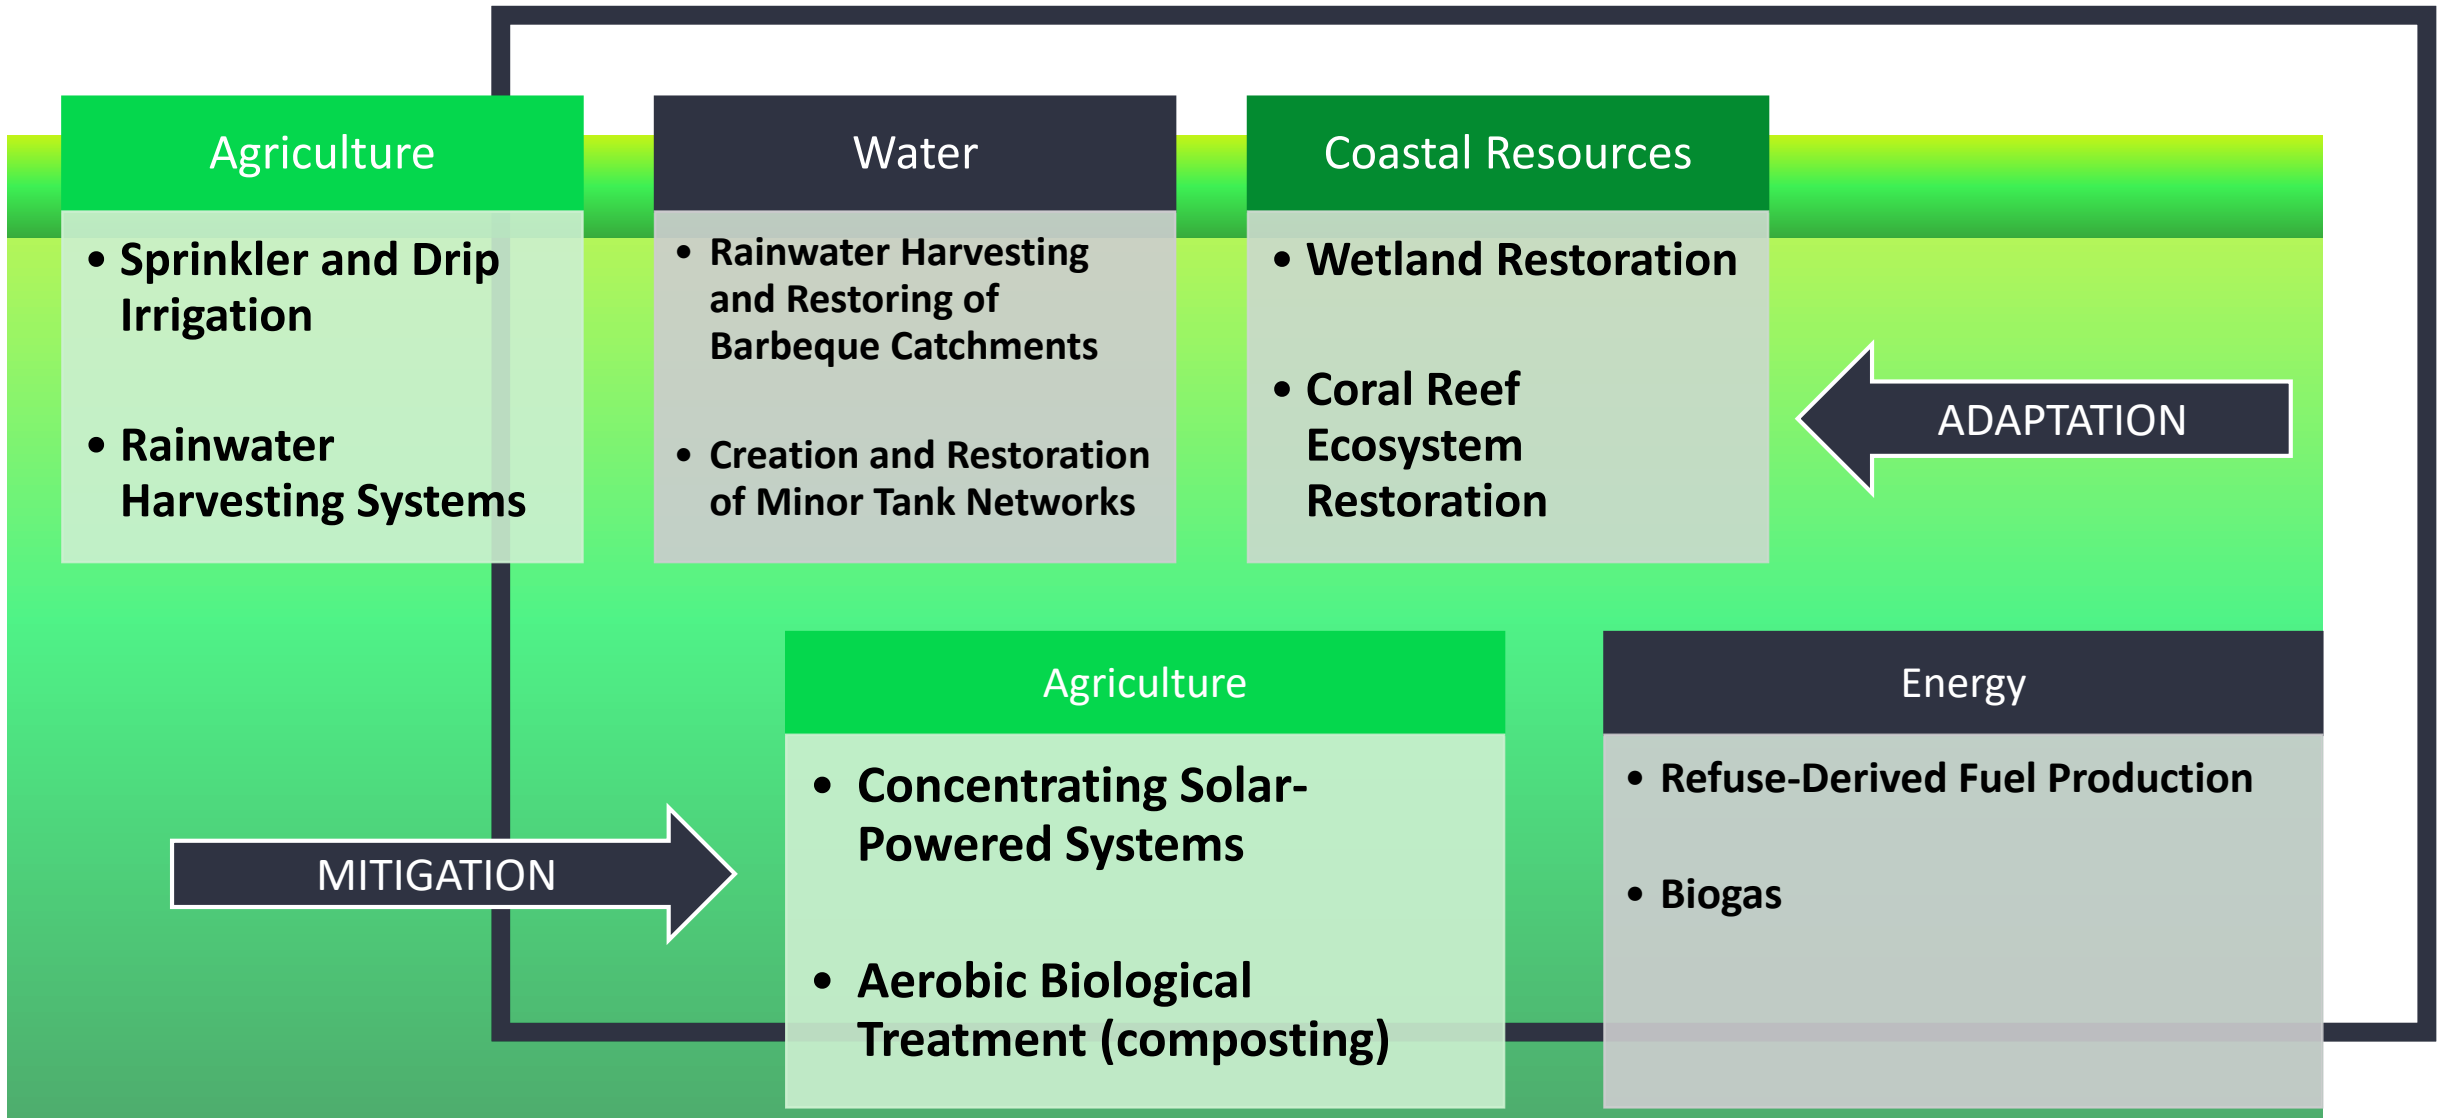 Agriculture
• Sprinkler and Drip
Irrigation
• Rainwater
Harvesting Systems
Water
• Rainwater Harvesting
and Restoring of
Barbeque Catchments
• Creation and Restoration
of Minor Tank Networks
Coastal Resources
• Wetland Restoration
• Coral Reef
Ecosystem
Restoration
ADAPTATION
MITIGATION
Agriculture
• Concentrating Solar-
Powered Systems
• Aerobic Biological
Treatment (composting)
Energy
• Refuse-Derived Fuel Production
• Biogas